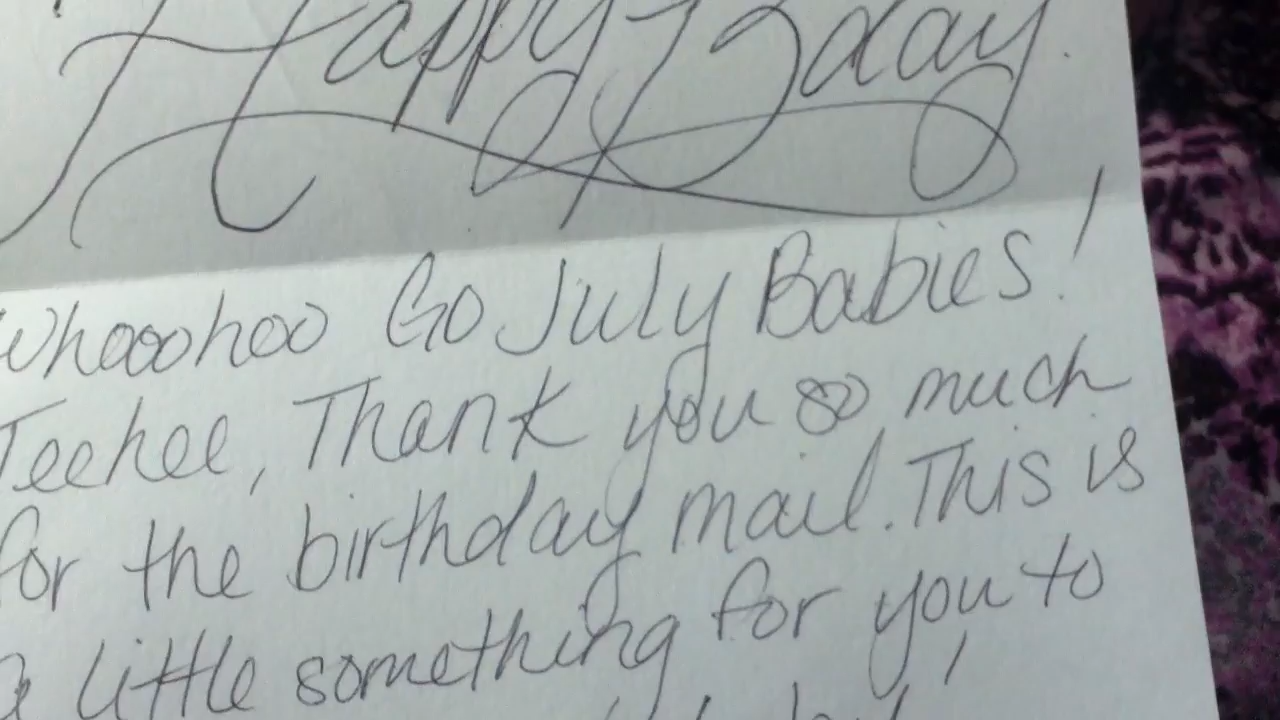 Happy Bday.
Whooohoo Go July Babies!
Teehee, Thank you so much
for the birthday mail. This is
a little something for you to